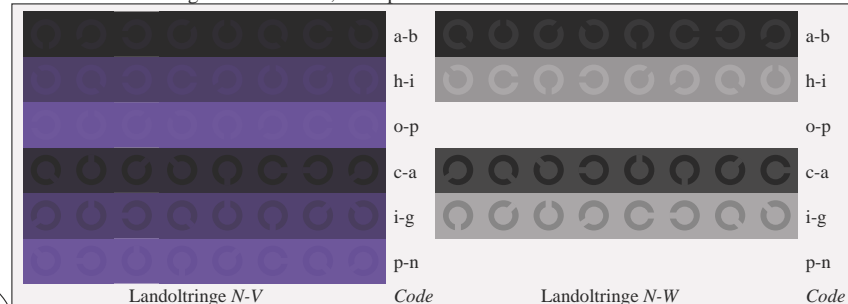 a-b a-b
h-i h-i
o-p o-p
c-a c-a
i-g i-g
p-n p-n
Landoltringe N-V Code Landoltringe N-W Code